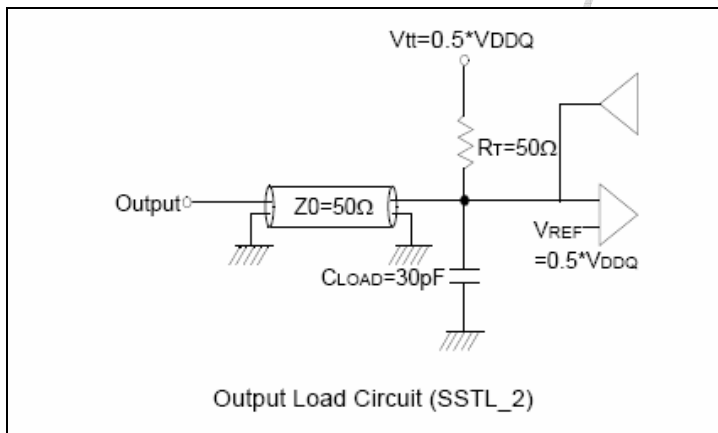 Vtt=0.5*VDDQ
RT=50Ω
Output
Z0=50Ω
VREF
=0.5*VDDQ
CLOAD=30pF
Output Load Circuit (SSTL_2)